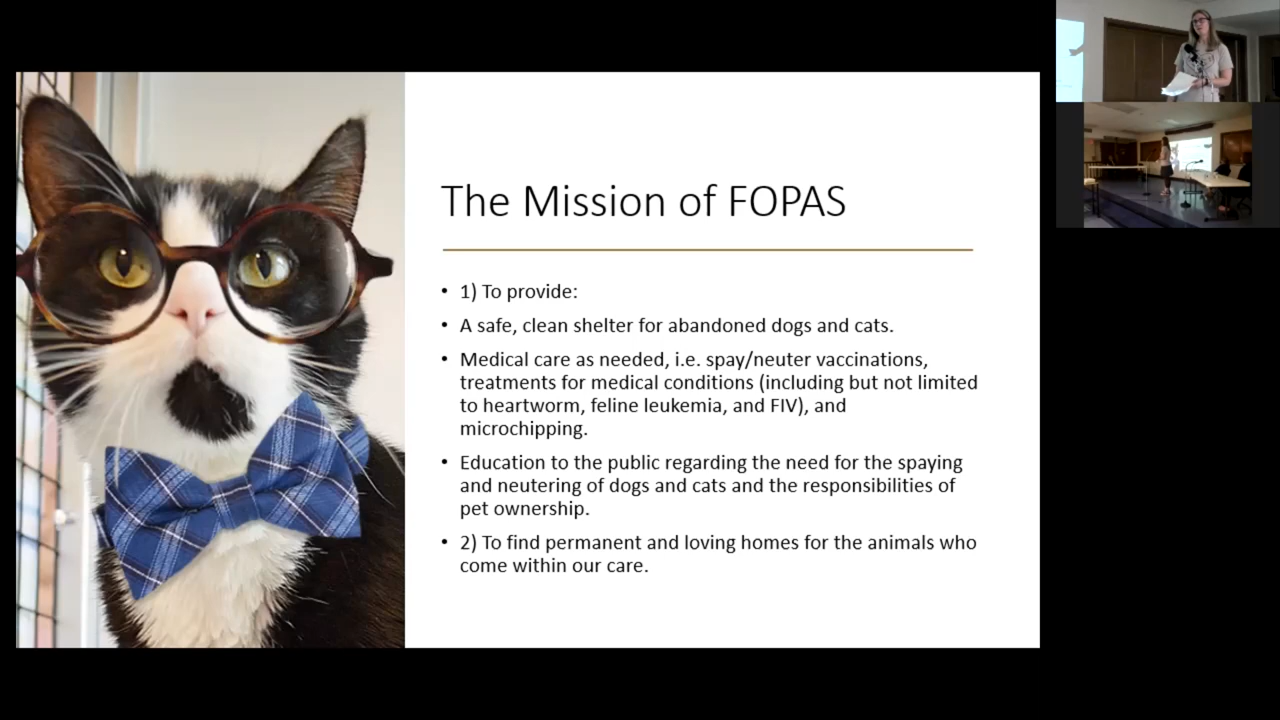 The Mission of FOPAS
• 1) To provide:
• A safe, clean shelter for abandoned dogs and cats.
• Medical care as needed, i.e. spay/neuter vaccinations,
treatments for medical conditions (including but not limited
to heartworm, feline leukemia, and FIV), and
microchipping.
• Education to the public regarding the need for the spaying
and neutering of dogs and cats and the responsibilities of
pet ownership.
• 2) To find permanent and loving homes for the animals who
come within our care.